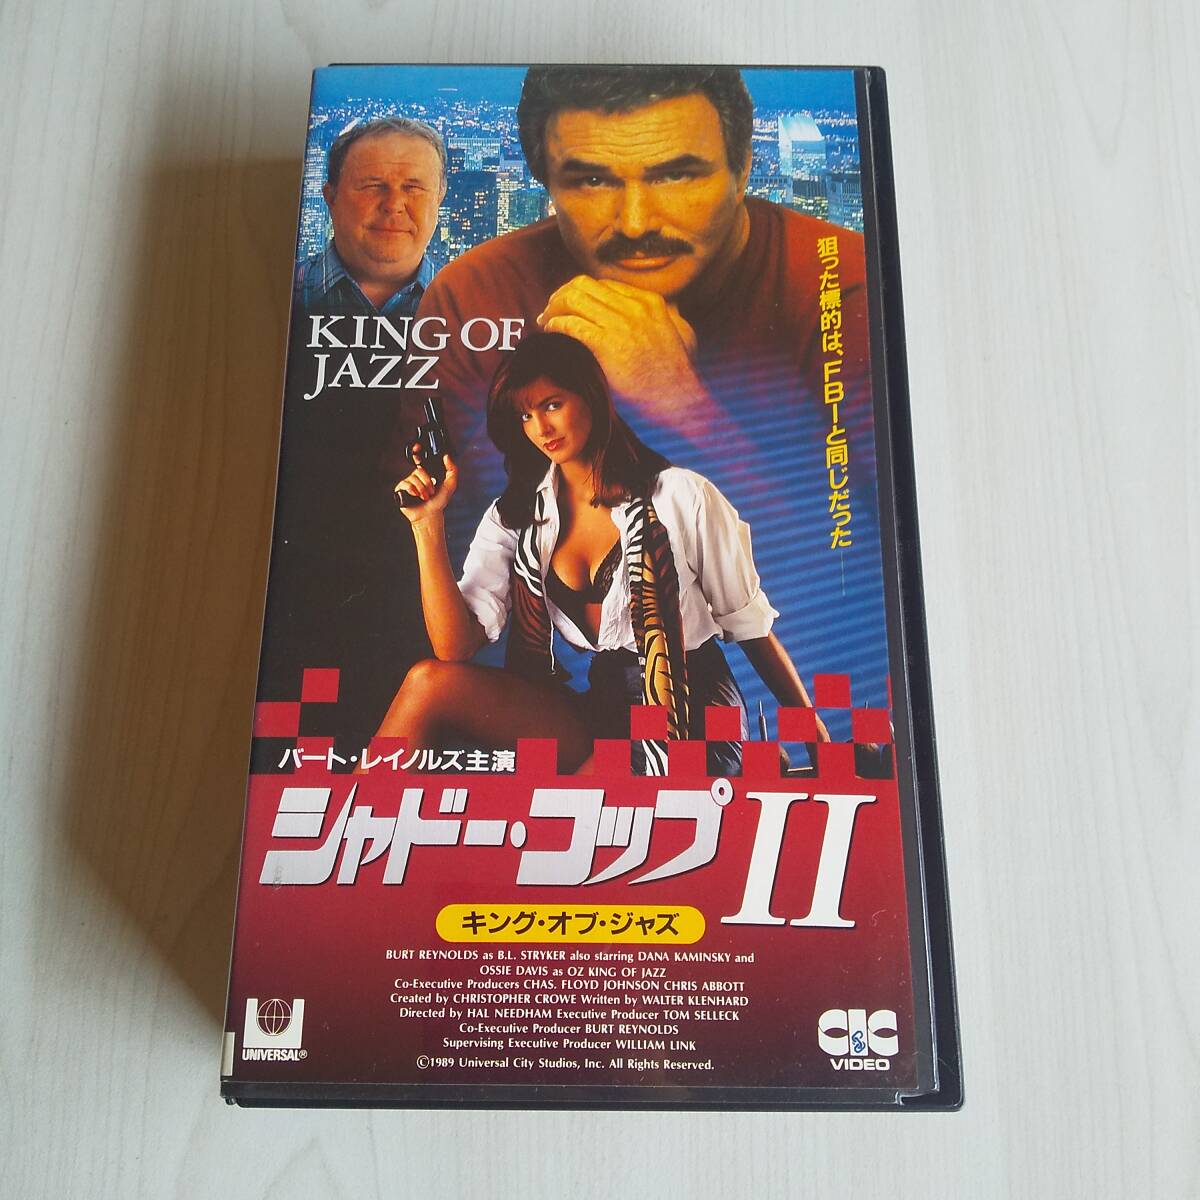 KING OF
JAZZ
狙った標的は、FBIと同じだった
バート・レイノルズ主演
シャドー・コップII
キング・オブ・ジャズ
BURT REYNOLDS as B.L. STRYKER also starring DANA KAMINSKY and
OSSIE DAVIS as OZ KING OF JAZZ
Co-Executive Producers CHAS. FLOYD JOHNSON CHRIS ABBOTT
Created by CHRISTOPHER CROWE Written by WALTER KLENHARD
Directed by HAL NEEDHAM Executive Producer TOM SELLECK
Co-Executive Producer BURT REYNOLDS
Supervising Executive Producer WILLIAM LINK
©1989 Universal City Studios, Inc. All Rights Reserved.
UNIVERSAL®
CIC
VIDEO